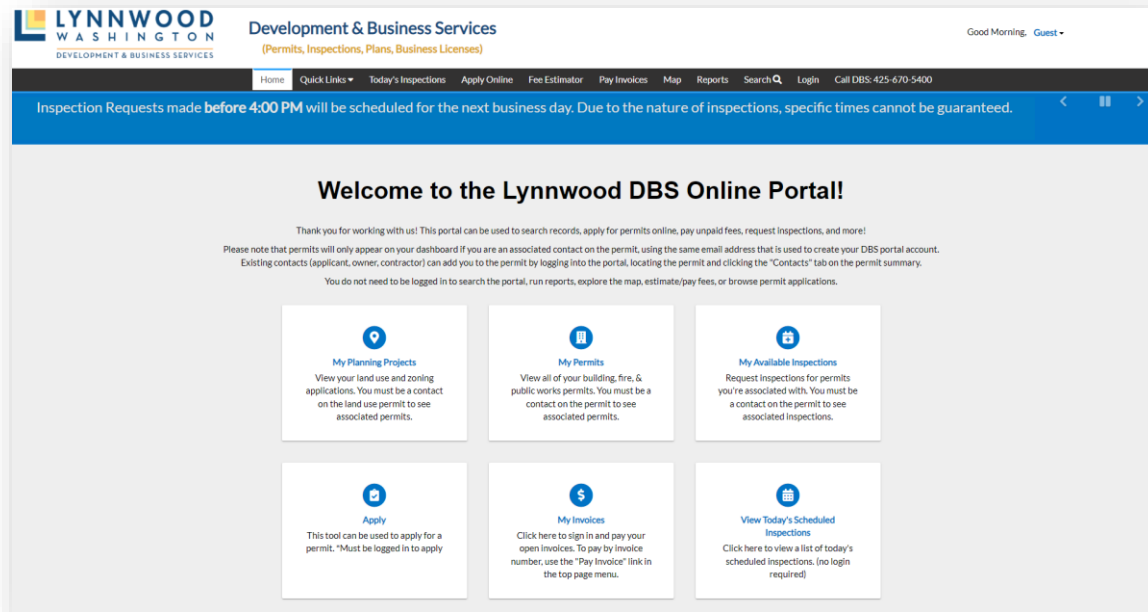 LYNNWOOD
WASHINGTON
DEVELOPMENT & BUSINESS SERVICES
Development & Business Services
(Permits, Inspections, Plans, Business Licenses)
Good Morning, Guest
Home Quick Links Today's Inspections Apply Online Fee Estimator Pay Invoices Map Reports Search Login Call DBS: 425-670-5400
Inspection Requests made before 4:00 PM will be scheduled for the next business day. Due to the nature of inspections, specific times cannot be guaranteed.
Welcome to the Lynnwood DBS Online Portal!
Thank you for working with us! This portal can be used to search records, apply for permits online, pay unpaid fees, request inspections, and more!
Please note that permits will only appear on your dashboard if you are an associated contact on the permit, using the same email address that is used to create your DBS portal account.
Existing contacts (applicant, owner, contractor) can add you to the permit by logging into the portal, locating the permit and clicking the "Contacts" tab on the permit summary.
You do not need to be logged in to search the portal, run reports, explore the map, estimate/pay fees, or browse permit applications.
My Planning Projects
View your land use and zoning
applications. You must be a contact
on the land use permit to see
associated permits.
My Permits
View all of your building, fire, &
public works permits. You must be a
contact on the permit to see
associated permits.
My Available Inspections
Request inspections for permits
you're associated with. You must be
a contact on the permit to see
associated inspections.
Apply
This tool can be used to apply for a
permit. *Must be logged in to apply
My Invoices
Click here to sign in and pay your
open invoices. To pay by invoice
number, use the "Pay Invoice" link in
the top page menu.
View Today's Scheduled
Inspections
Click here to view a list of today's
scheduled inspections. (no login
required)